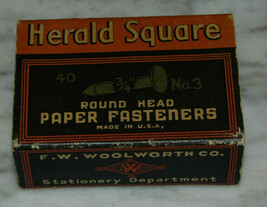 Herald Square
40 3/4" No.3
ROUND HEAD
PAPER FASTENERS
MADE IN U.S.A.
F.W. WOOLWORTH CO.
W
Stationery Department